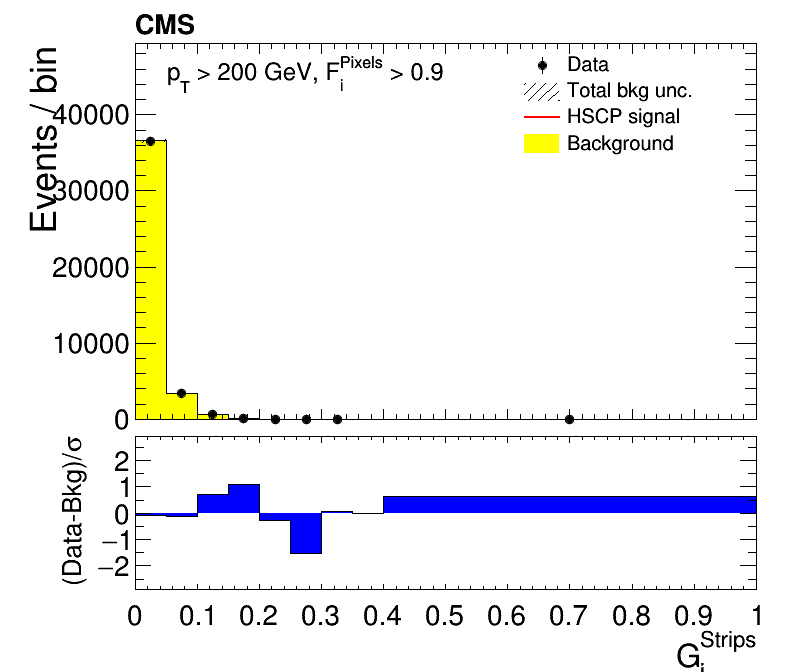 CMS
p_T > 200 GeV, F_i^Pixels > 0.9
Data
Total bkg unc.
HSCP signal
Background
Events / bin
40000
30000
20000
10000
0
(Data-Bkg)/σ
2
1
0
−1
−2
0 0.1 0.2 0.3 0.4 0.5 0.6 0.7 0.8 0.9 1
G_i^Strips